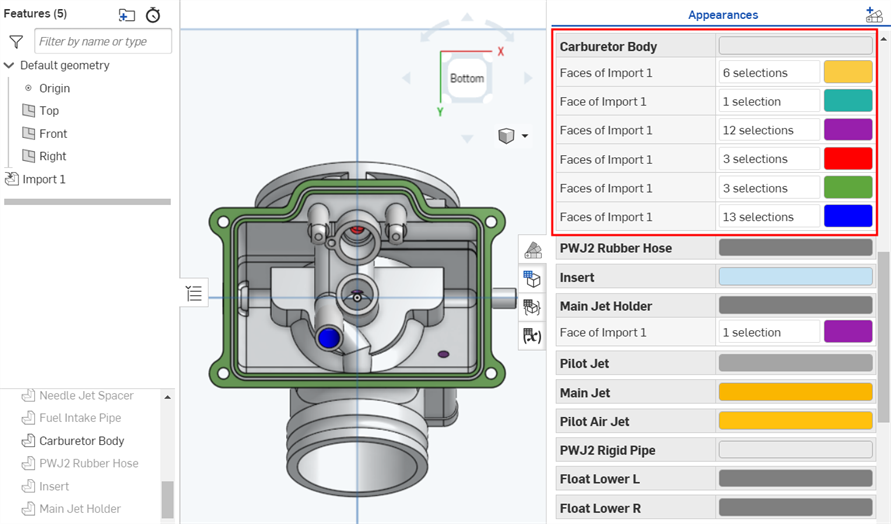 Features (5)
Filter by name or type
Default geometry
Origin
Top
Front
Right
Import 1
Needle Jet Spacer
Fuel Intake Pipe
Carburetor Body
PWJ2 Rubber Hose
Insert
Main Jet Holder
X
Bottom
Y
Appearances
Carburetor Body
Faces of Import 1 6 selections
Face of Import 1 1 selection
Faces of Import 1 12 selections
Faces of Import 1 3 selections
Faces of Import 1 3 selections
Faces of Import 1 13 selections
PWJ2 Rubber Hose
Insert
Main Jet Holder
Face of Import 1 1 selection
Pilot Jet
Main Jet
Pilot Air Jet
PWJ2 Rigid Pipe
Float Lower L
Float Lower R